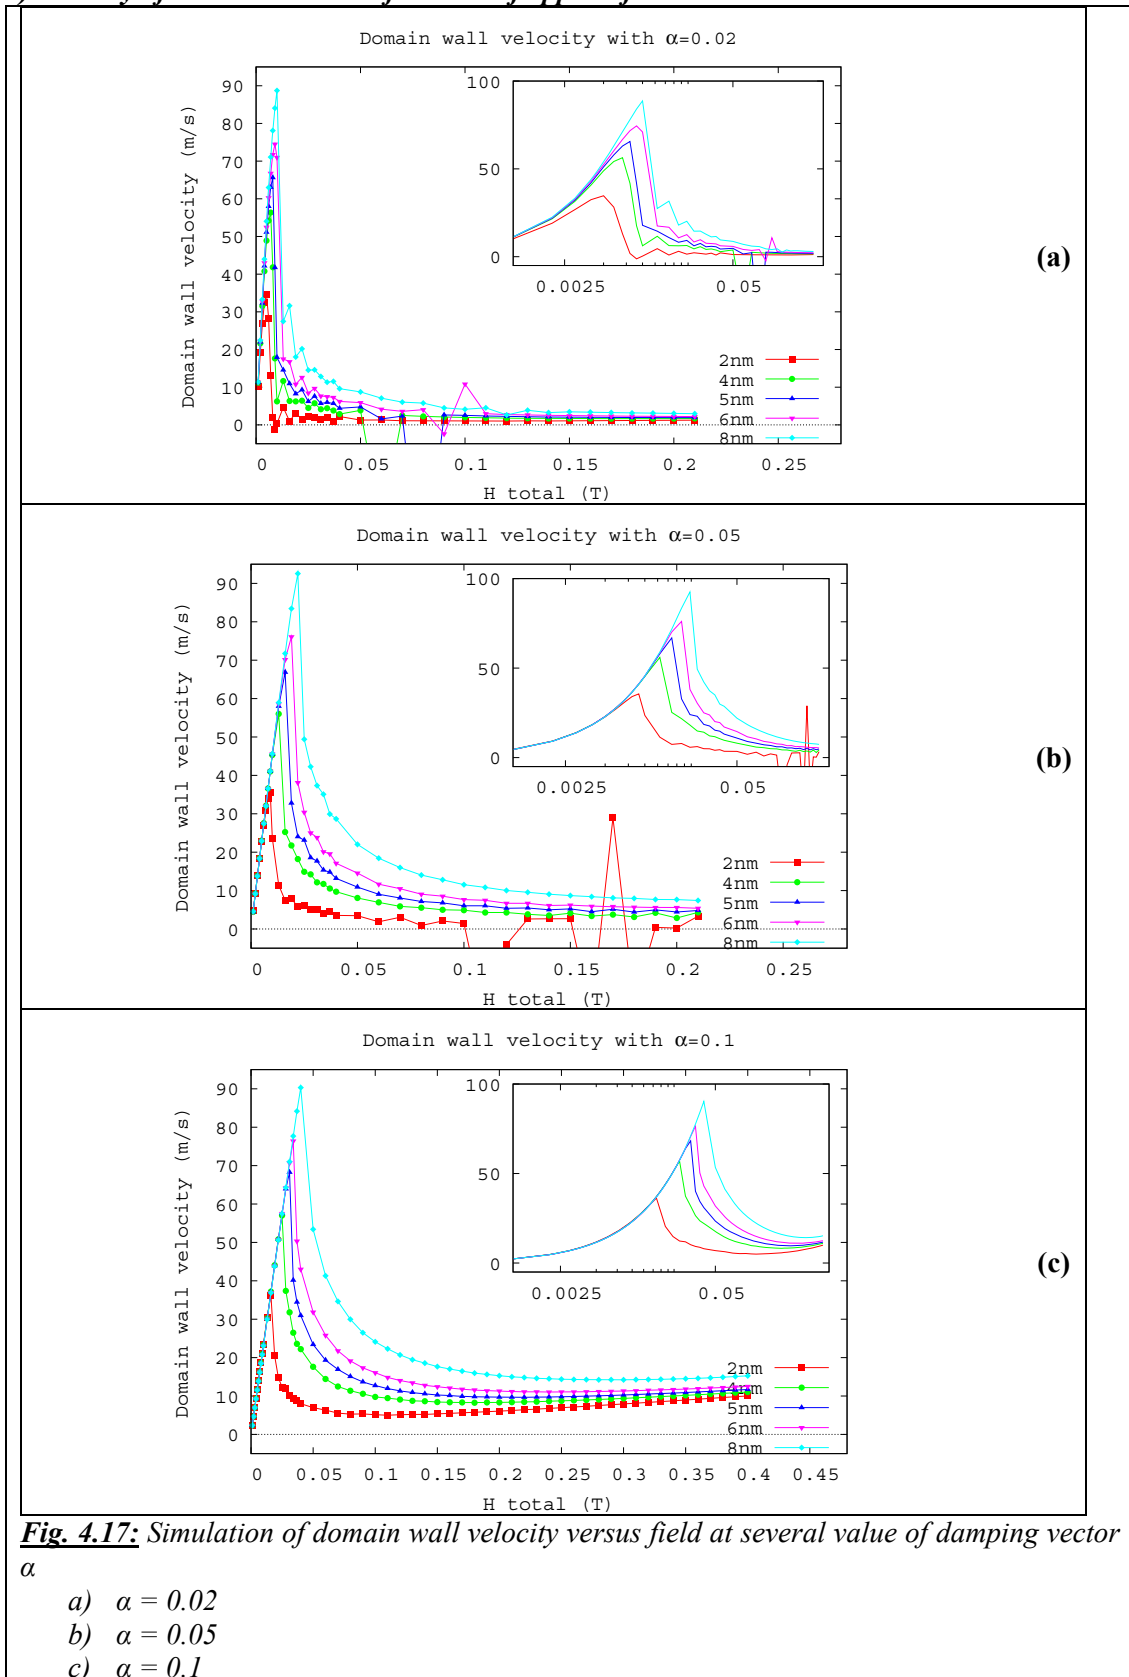 Domain wall velocity with α=0.02
Domain wall velocity (m/s)
90
80
70
60
50
40
30
20
10
0
0 0.05 0.1 0.15 0.2 0.25
H total (T)
100
50
0
0.0025 0.05
2nm
4nm
5nm
6nm
8nm
(a)
Domain wall velocity with α=0.05
Domain wall velocity (m/s)
90
80
70
60
50
40
30
20
10
0
0 0.05 0.1 0.15 0.2 0.25
H total (T)
100
50
0
0.0025 0.05
2nm
4nm
5nm
6nm
8nm
(b)
Domain wall velocity with α=0.1
Domain wall velocity (m/s)
90
80
70
60
50
40
30
20
10
0
0 0.05 0.1 0.15 0.2 0.25 0.3 0.35 0.4 0.45
H total (T)
100
50
0
0.0025 0.05
2nm
4nm
5nm
6nm
8nm
(c)
Fig. 4.17: Simulation of domain wall velocity versus field at several value of damping vector
α
a) α = 0.02
b) α = 0.05
c) α = 0.1